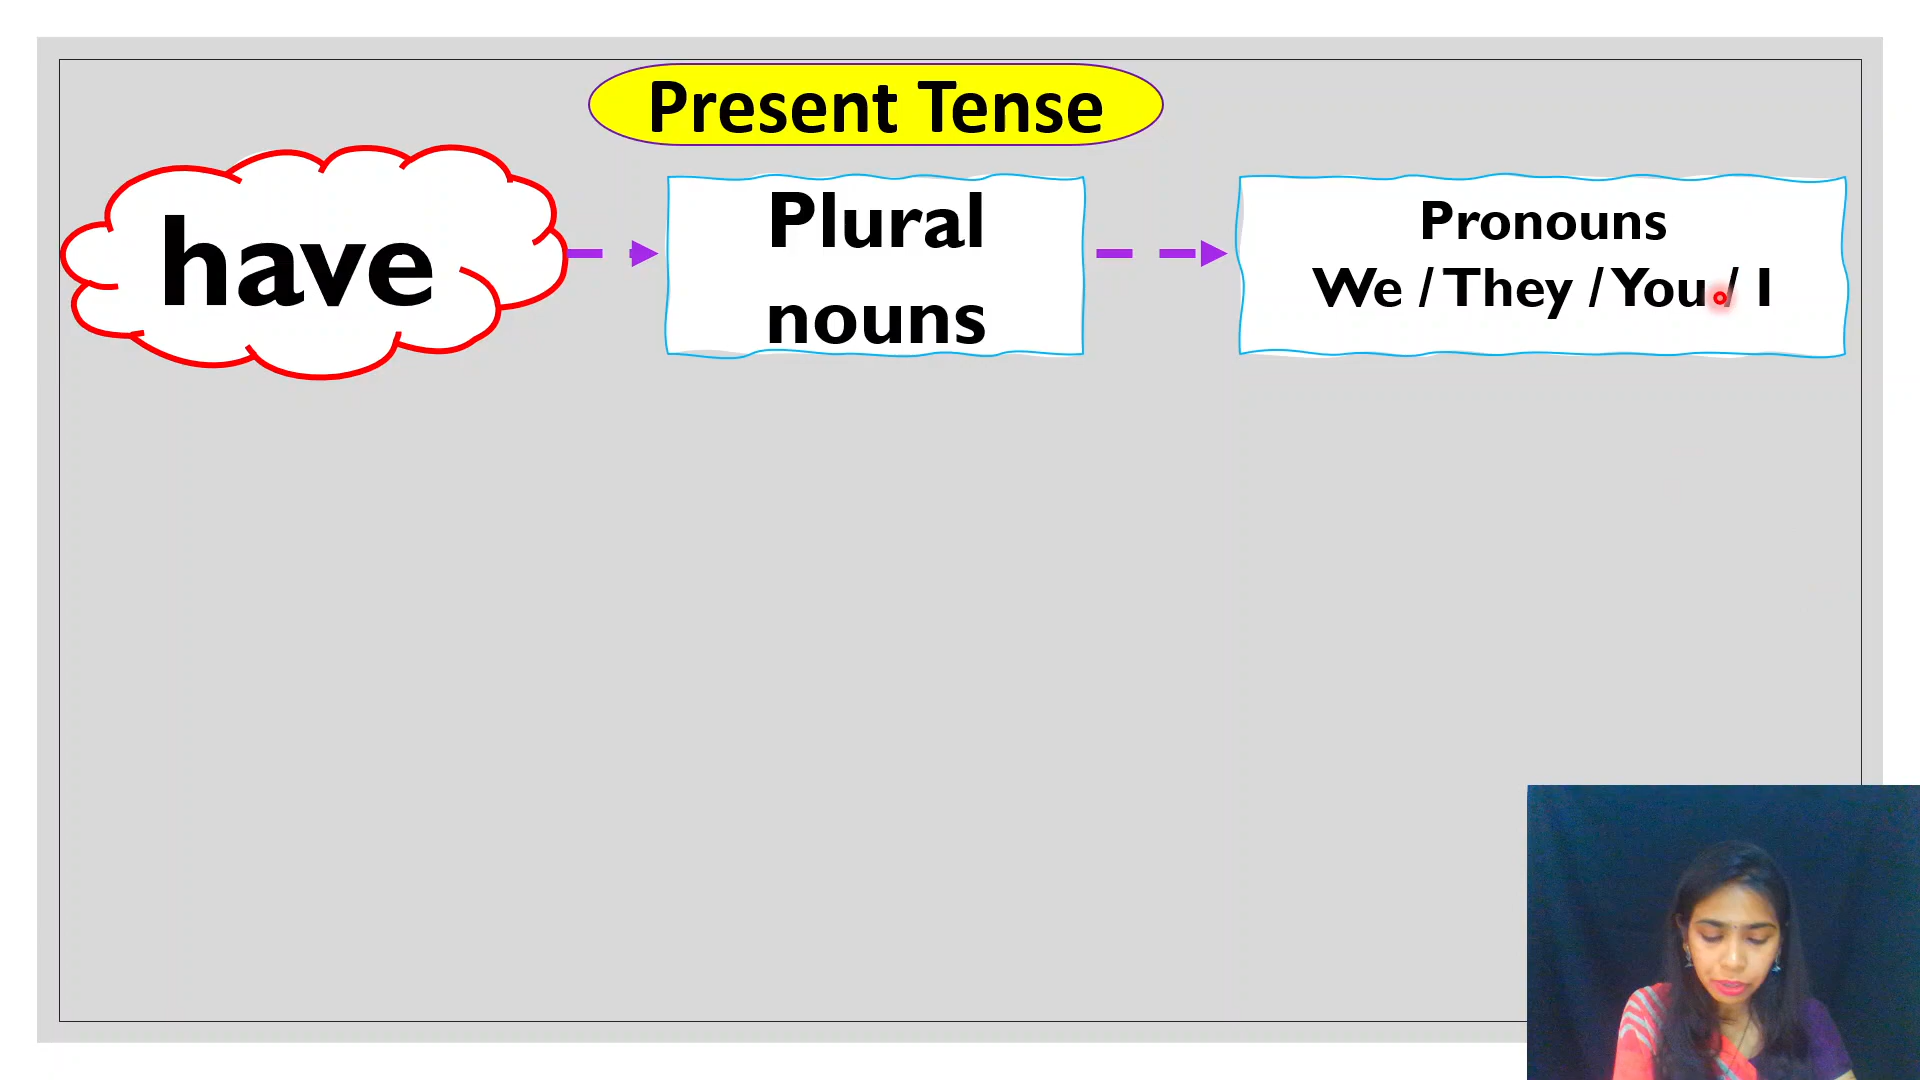 Present Tense
have
Plural
nouns
Pronouns
We / They / You / I